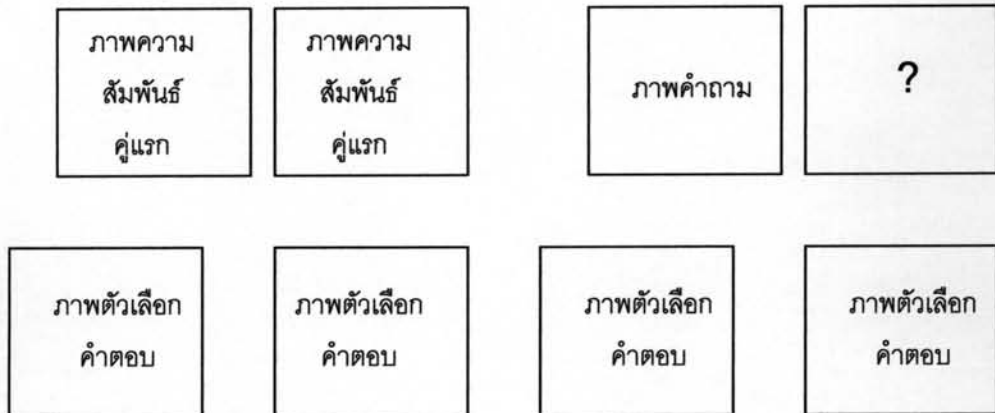 ภาพความ
สัมพันธ์
คู่แรก
ภาพความ
สัมพันธ์
คู่แรก
ภาพคำถาม
?
ภาพตัวเลือก
คำตอบ
ภาพตัวเลือก
คำตอบ
ภาพตัวเลือก
คำตอบ
ภาพตัวเลือก
คำตอบ